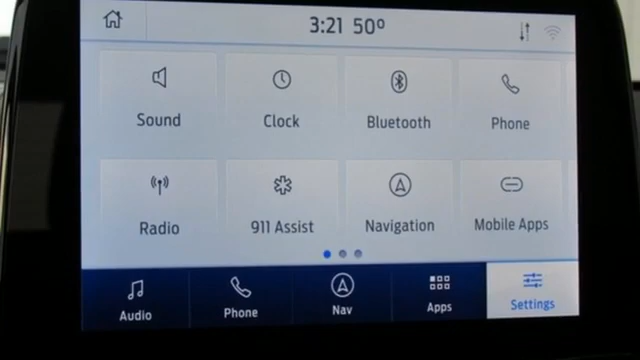 3:21 50°
Sound Clock Bluetooth Phone
Radio 911 Assist Navigation Mobile Apps
Audio Phone Nav Apps Settings